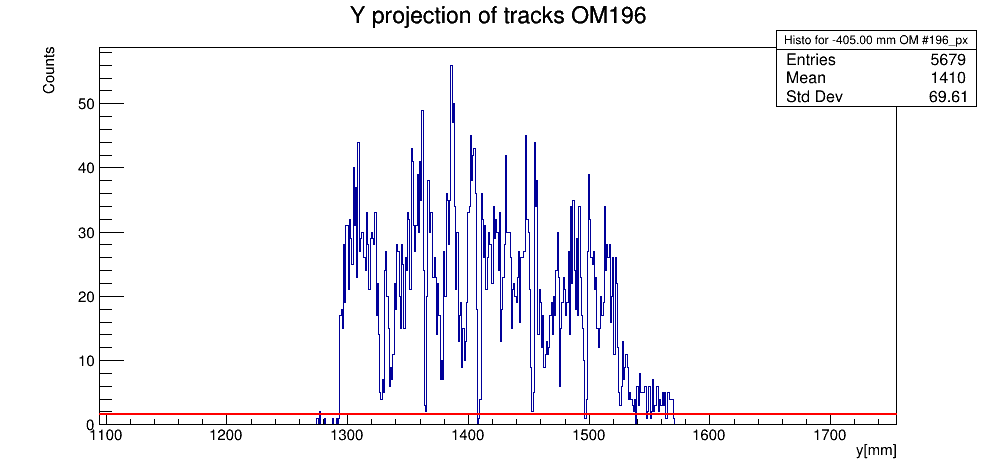 Y projection of tracks OM196
Histo for -405.00 mm OM #196_px
Entries 5679
Mean 1410
Std Dev 69.61
Counts
50
40
30
20
10
0
1100 1200 1300 1400 1500 1600 1700
y[mm]